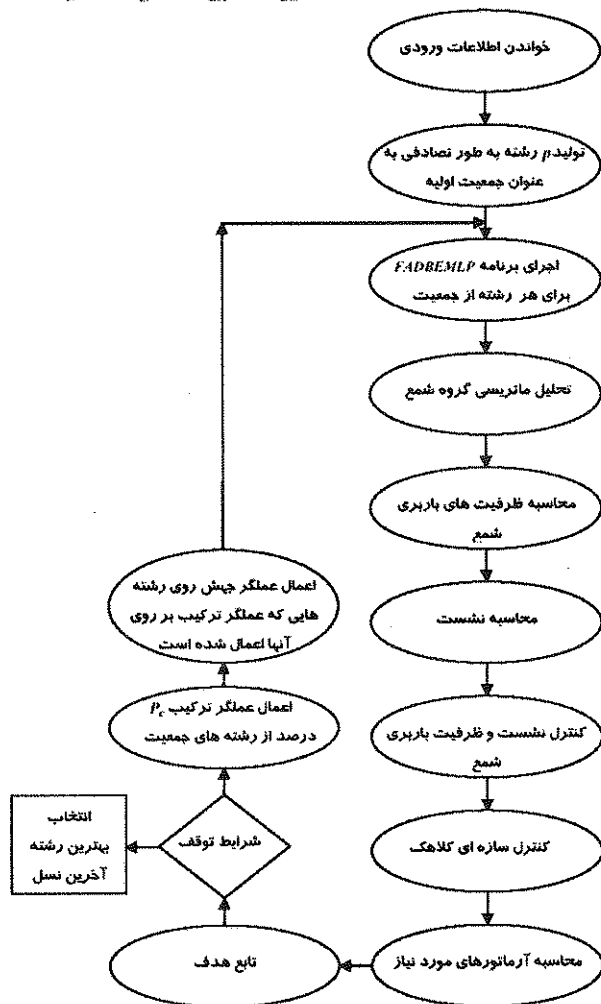 خواندن اطلاعات ورودی
تولید p رشته به طور تصادفی به
عنوان جمعیت اولیه
اجرای برنامه FADBEMLP
برای هر رشته از جمعیت
تحلیل ماتریسی گروه شمع
محاسبه ظرفیت های باربری
شمع
محاسبه نشست
کنترل نشست و ظرفیت باربری
شمع
کنترل سازه ای کلاهک
محاسبه آرماتورهای مورد نیاز
تابع هدف
شرایط توقف
انتخاب
بهترین رشته
آخرین نسل
اعمال عملگر ترکیب Pc
درصد از رشته های جمعیت
اعمال عملگر جهش روی رشته
هایی که عملگر ترکیب بر روی
آنها اعمال شده است